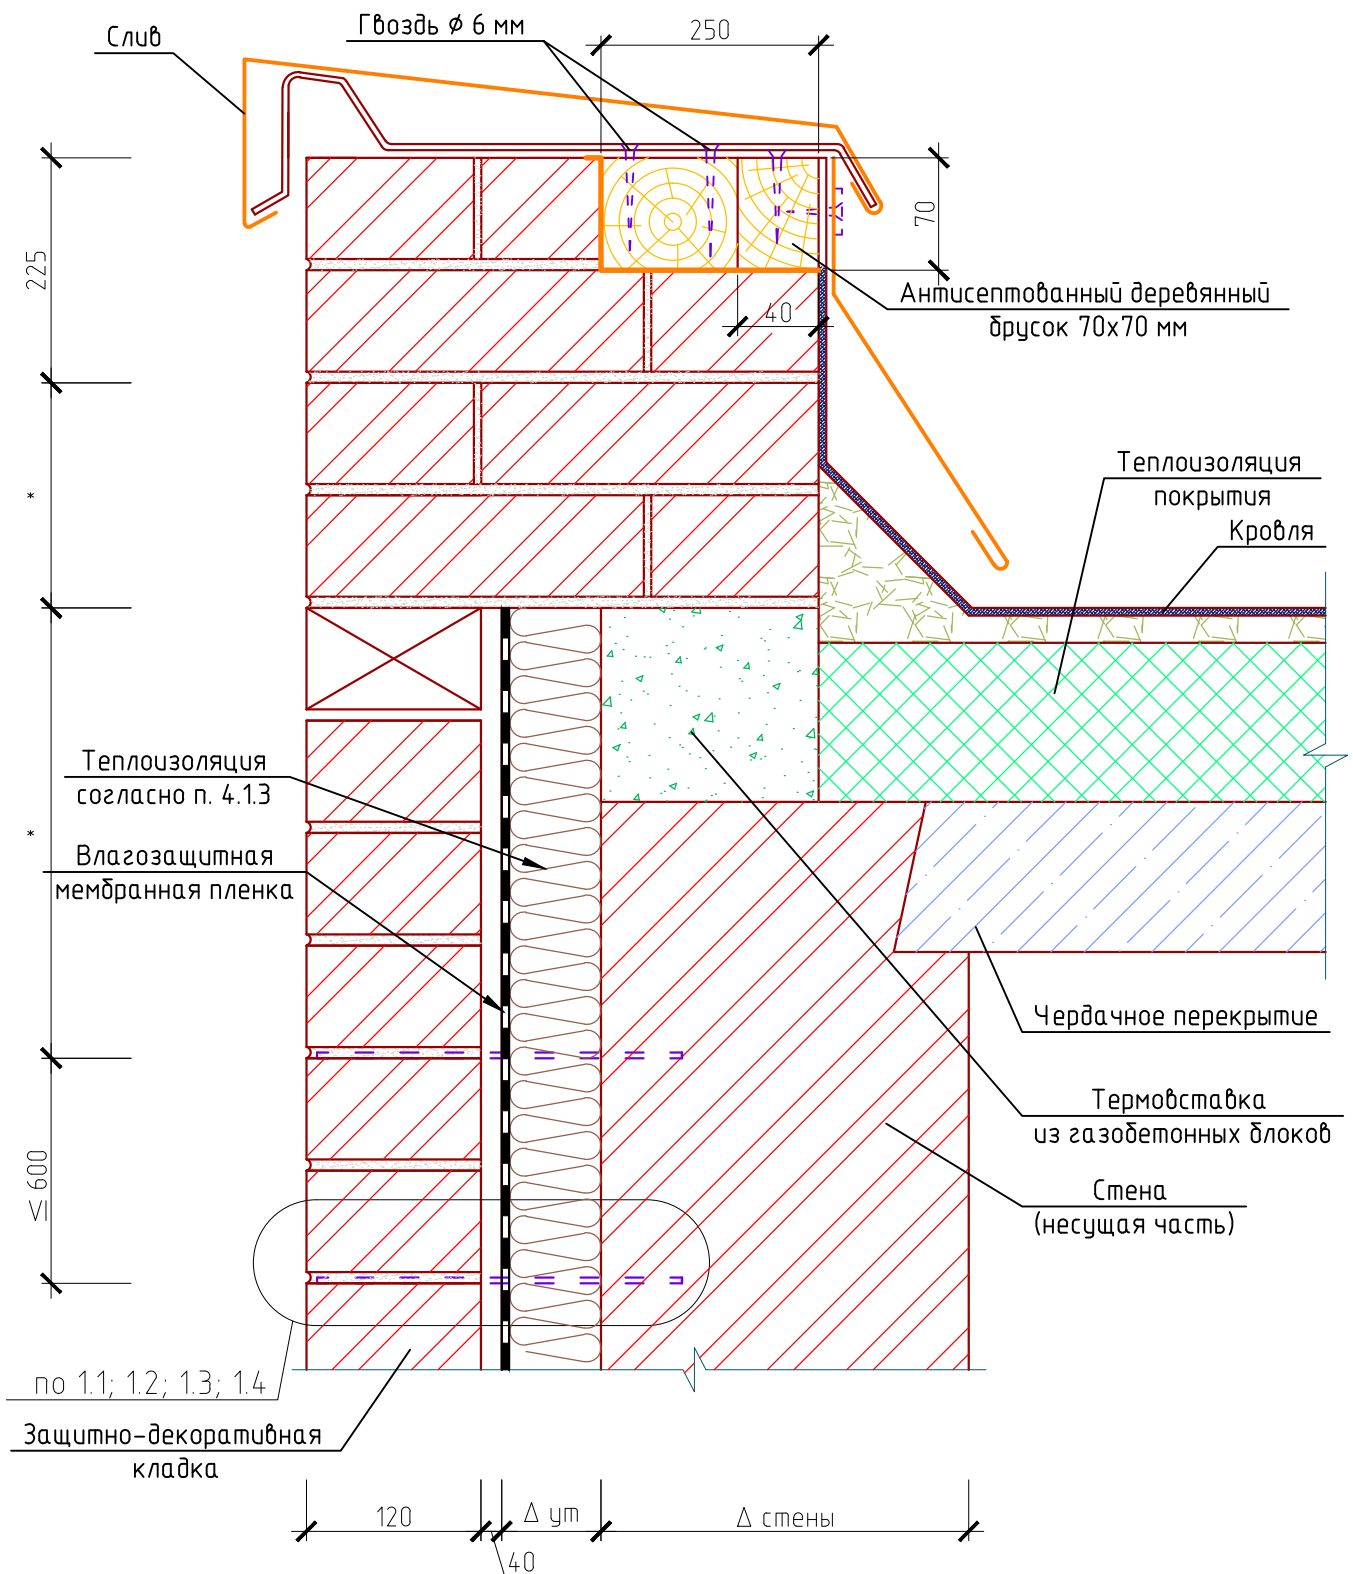 Слив
Гвоздь ϕ 6 мм
250
70
225
Антисептованный деревянный
брусок 70х70 мм
40
Теплоизоляция
покрытия
Кровля
*
Теплоизоляция
согласно п. 4.1.3
*
Влагозащитная
мембранная пленка
Чердачное перекрытие
Термовставка
из газобетонных блоков
≤ 600
Стена
(несущая часть)
по 1.1; 1.2; 1.3; 1.4
Защитно-декоративная
кладка
120
Δ ут
Δ стены
40